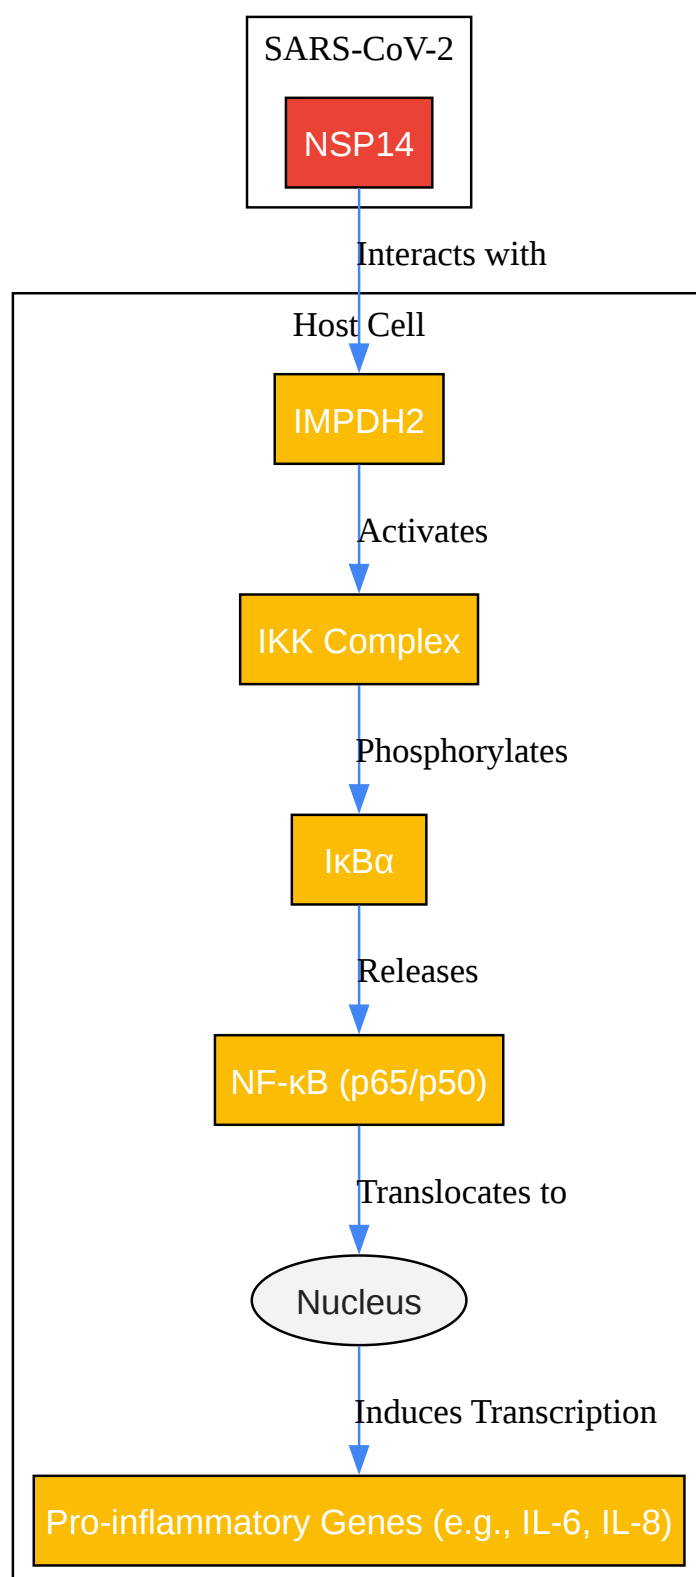 SARS-CoV-2
NSP14
Interacts with
Host Cell
IMPDH2
Activates
IKK Complex
Phosphorylates
IκBα
Releases
NF-κB (p65/p50)
Translocates to
Nucleus
Induces Transcription
Pro-inflammatory Genes (e.g., IL-6, IL-8)